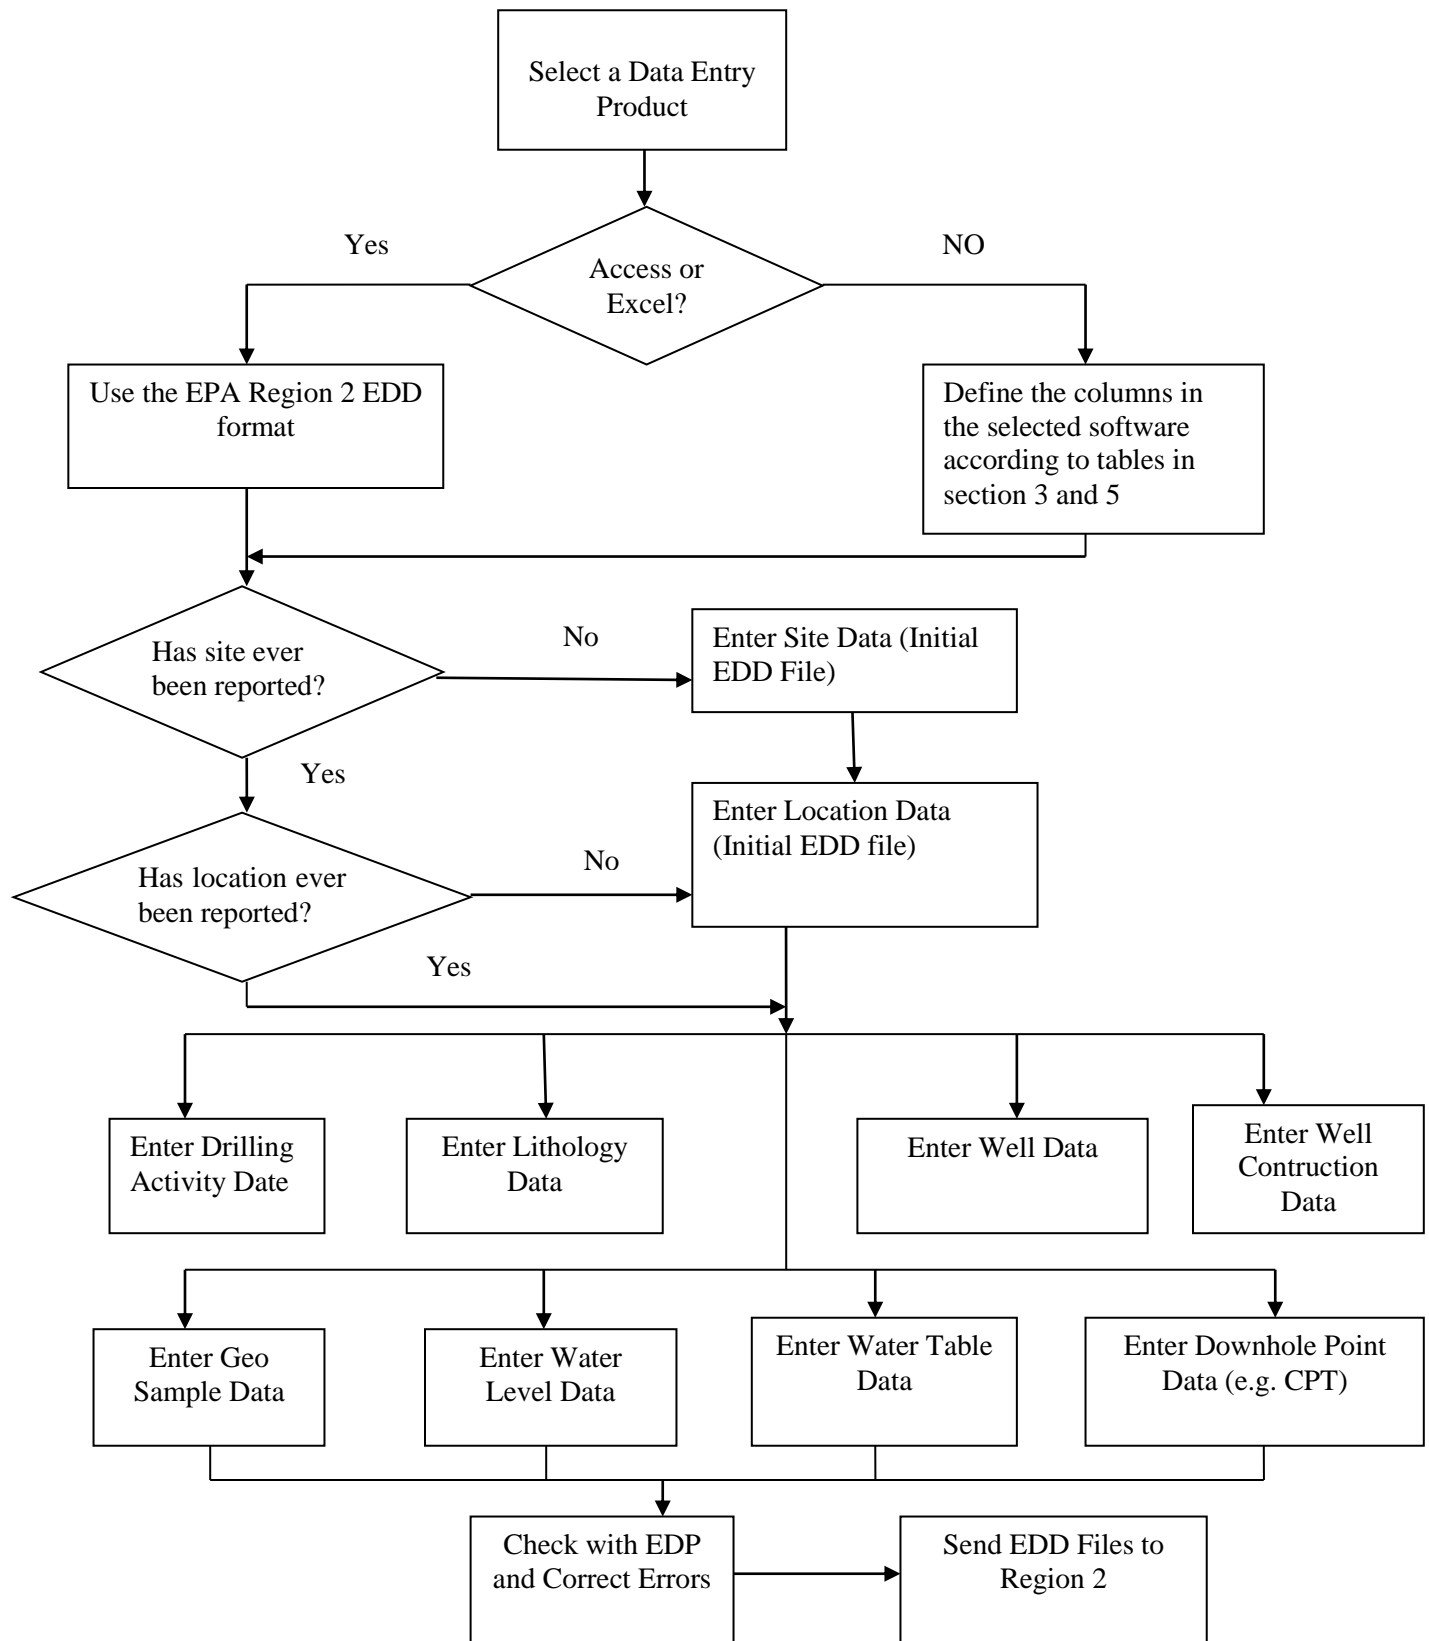 Select a Data Entry
Product
Yes
NO
Access or
Excel?
Use the EPA Region 2 EDD
format
Define the columns in
the selected software
according to tables in
section 3 and 5
Has site ever
been reported?
No
Enter Site Data (Initial
EDD File)
Yes
Enter Location Data
(Initial EDD file)
Has location ever
been reported?
No
Yes
Enter Drilling
Activity Date
Enter Lithology
Data
Enter Well Data
Enter Well
Contruction
Data
Enter Geo
Sample Data
Enter Water
Level Data
Enter Water Table
Data
Enter Downhole Point
Data (e.g. CPT)
Check with EDP
and Correct Errors
Send EDD Files to
Region 2